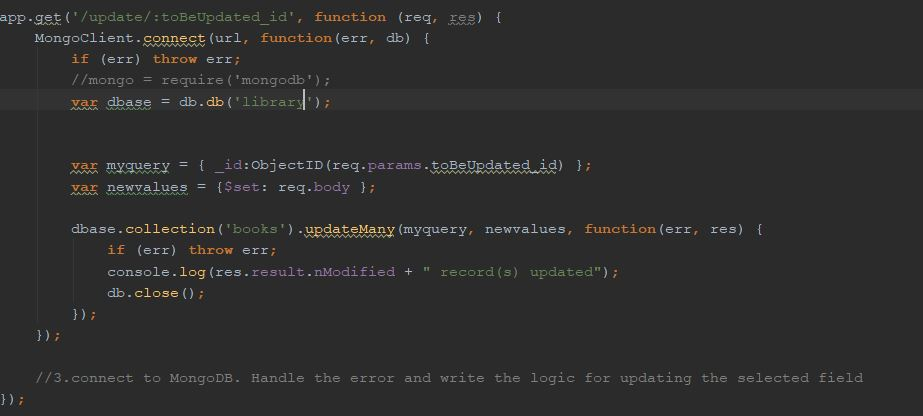 app.get('/update/:toBeUpdated_id', function (req, res) {
MongoClient.connect(url, function(err, db) {
if (err) throw err;
//mongo = require('mongodb');
var dbase = db.db('library');
var myquery = { _id:ObjectID(req.params.toBeUpdated_id) };
var newvalues = {$set: req.body };
dbase.collection('books').updateMany(myquery, newvalues, function(err, res) {
if (err) throw err;
console.log(res.result.nModified + " record(s) updated");
db.close();
});
});
//3.connect to MongoDB. Handle the error and write the logic for updating the selected field
});